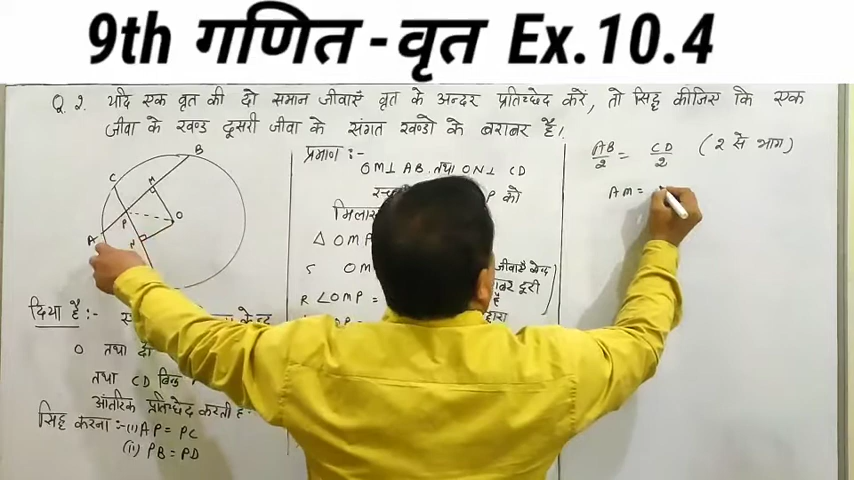 9th गणित - वृत Ex.10.4
Q.2. यदि एक वृत की दो समान जीवाएँ वृत के अन्दर प्रतिच्छेद करें, तो सिद्ध कीजिए कि एक
जीवा के खण्ड दूसरी जीवा के संगत खण्डो के बराबर है!
B
C
M
O
P
N
A
दिया है :-
केन्द्र
O तथा दो
तथा CD बिन्दु
आंतरिक प्रतिच्छेद करती है.
सिद्ध करना :- (i) AP = PC
(ii) PB = PD
प्रमाण :-
OM⊥ AB. तथा ON⊥ CD
P को
मिलाया
Δ OMP
S OM
जीवाएँ केन्द्र
R ∠OMP =
बराबर दूरी
है
AB/2 = CD/2 (2 से भाग)
AM =